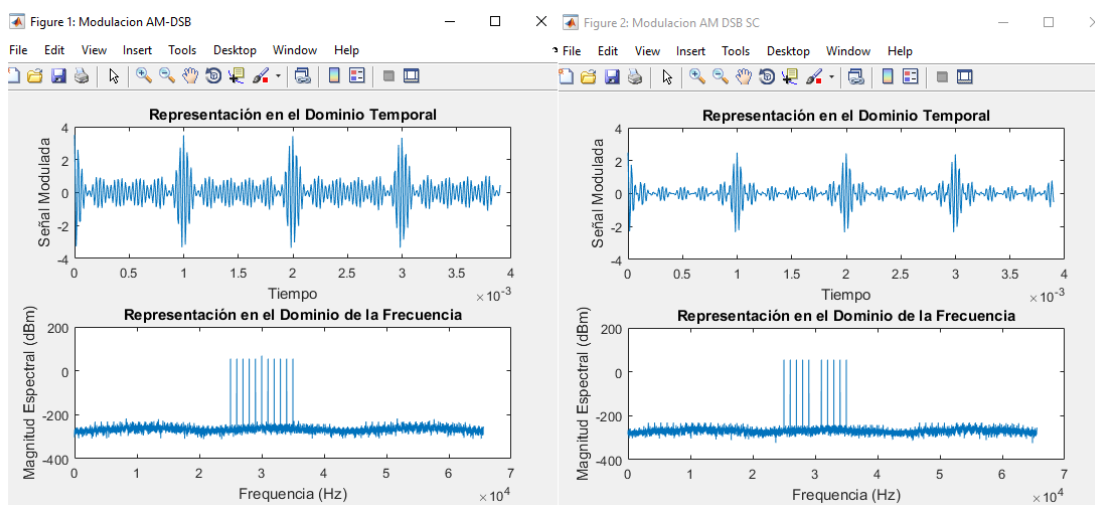 Figure 1: Modulacion AM-DSB
File Edit View Insert Tools Desktop Window Help
Representación en el Dominio Temporal
Señal Modulada
4
2
0
-2
-4
0 0.5 1 1.5 2 2.5 3 3.5 4
Tiempo
×10⁻³
Representación en el Dominio de la Frecuencia
Magnitud Espectral (dBm)
200
0
-200
-400
0 1 2 3 4 5 6 7
Frequencia (Hz)
×10⁴
Figure 2: Modulacion AM DSB SC
File Edit View Insert Tools Desktop Window Help
Representación en el Dominio Temporal
Señal Modulada
4
2
0
-2
-4
0 0.5 1 1.5 2 2.5 3 3.5 4
Tiempo
×10⁻³
Representación en el Dominio de la Frecuencia
Magnitud Espectral (dBm)
200
0
-200
-400
0 1 2 3 4 5 6 7
Frequencia (Hz)
×10⁴